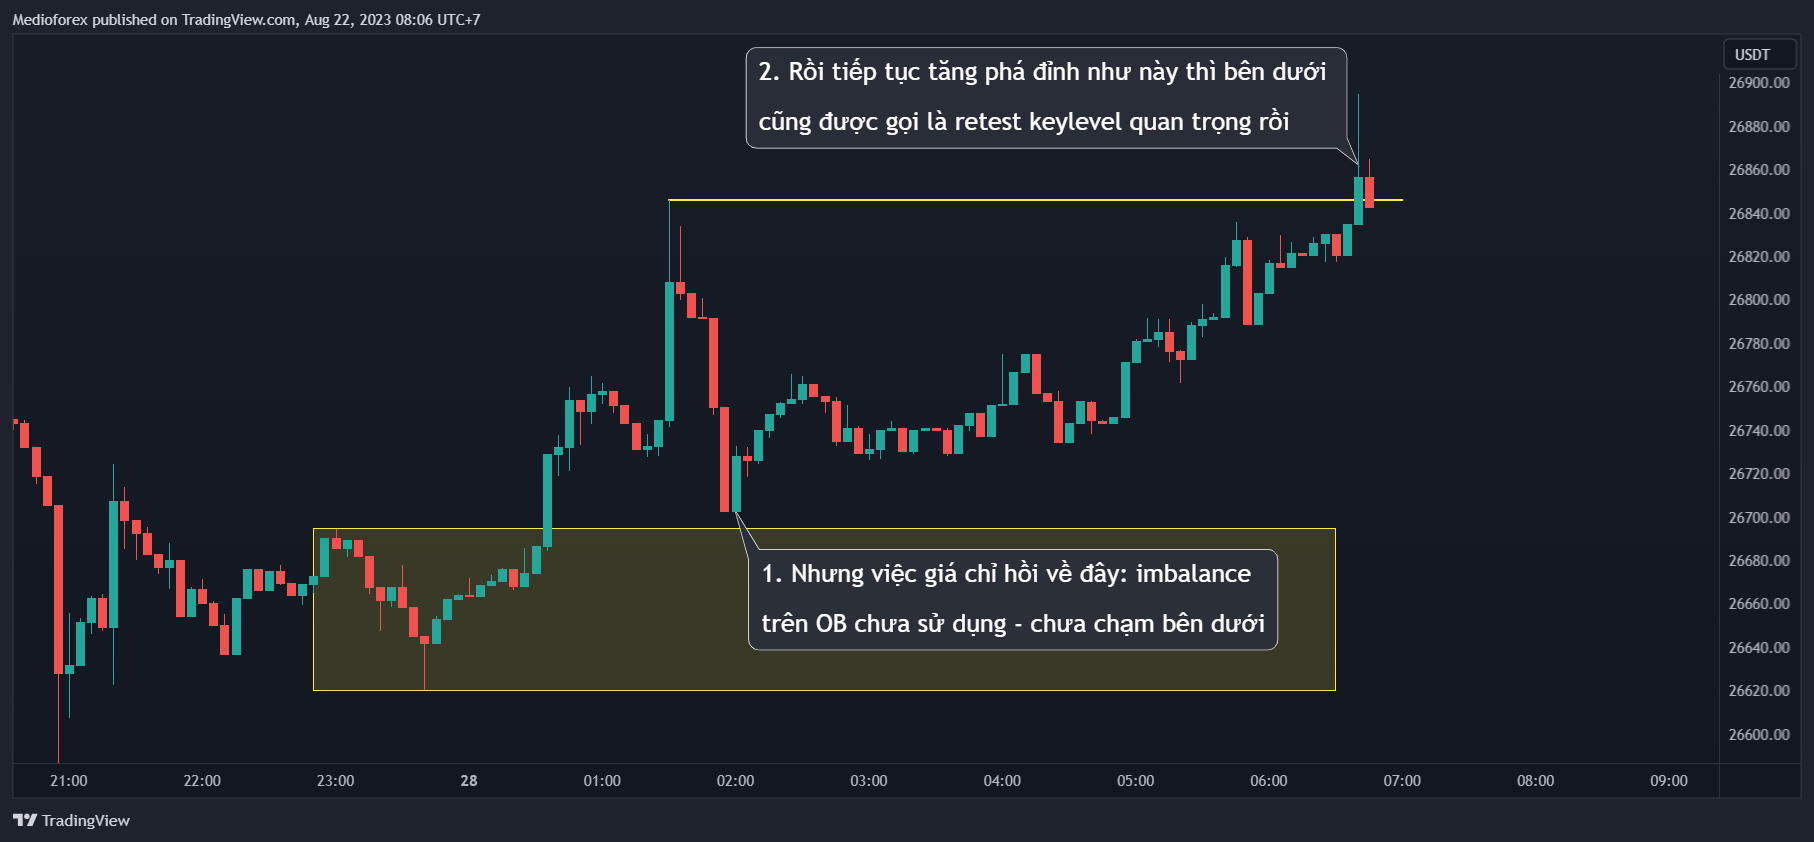 Medioforex published on TradingView.com, Aug 22, 2023 08:06 UTC+7
USDT
2. Rồi tiếp tục tăng phá đỉnh như này thì bên dưới
cũng được gọi là retest keylevel quan trọng rồi
26900.00
26880.00
26860.00
26840.00
26820.00
26800.00
26780.00
26760.00
26740.00
26720.00
26700.00
26680.00
26660.00
26640.00
26620.00
26600.00
1. Nhưng việc giá chỉ hồi về đây: imbalance
trên OB chưa sử dụng - chưa chạm bên dưới
21:00 22:00 23:00 28 01:00 02:00 03:00 04:00 05:00 06:00 07:00 08:00 09:00
TradingView